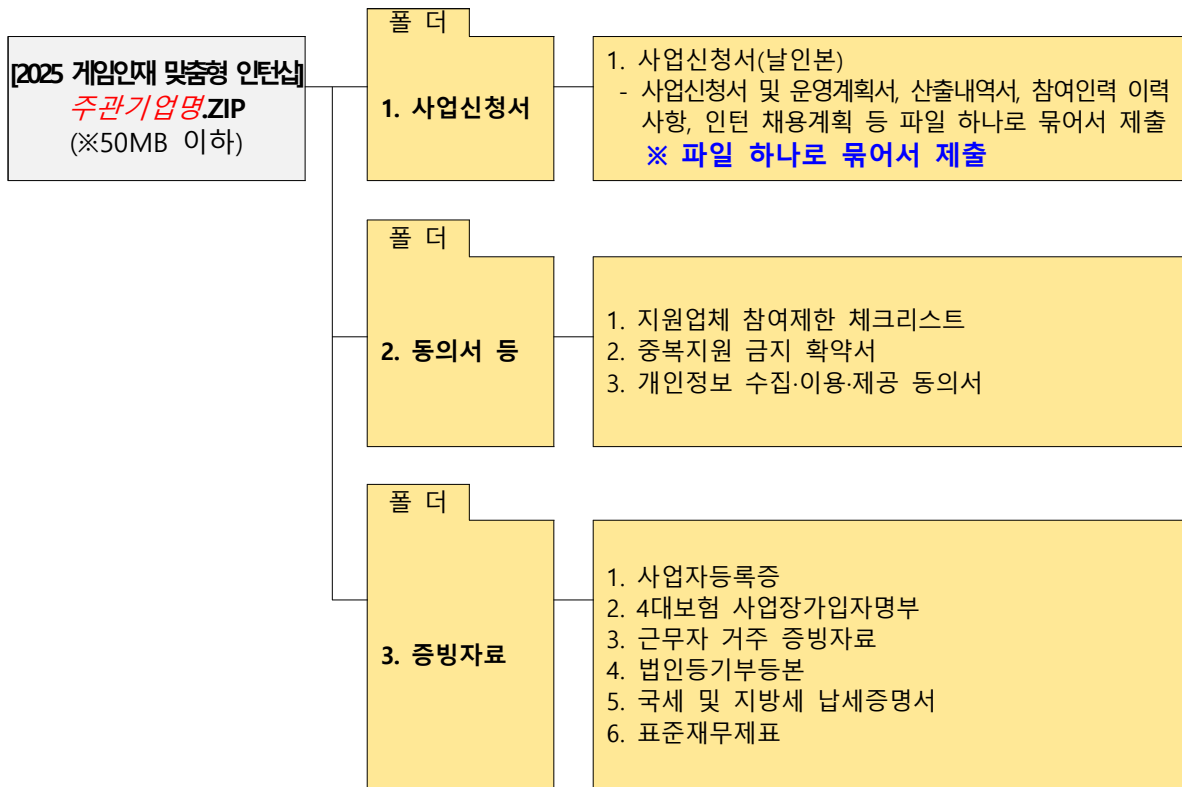 [2025 게임인재 맞춤형 인턴십]
주관기업명.ZIP
(※50MB 이하)
폴 더
1. 사업신청서
1. 사업신청서(날인본)
- 사업신청서 및 운영계획서, 산출내역서, 참여인력 이력
사항, 인턴 채용계획 등 파일 하나로 묶어서 제출
※ 파일 하나로 묶어서 제출
폴 더
2. 동의서 등
1. 지원업체 참여제한 체크리스트
2. 중복지원 금지 확약서
3. 개인정보 수집·이용·제공 동의서
폴 더
3. 증빙자료
1. 사업자등록증
2. 4대보험 사업장가입자명부
3. 근무자 거주 증빙자료
4. 법인등기부등본
5. 국세 및 지방세 납세증명서
6. 표준재무제표